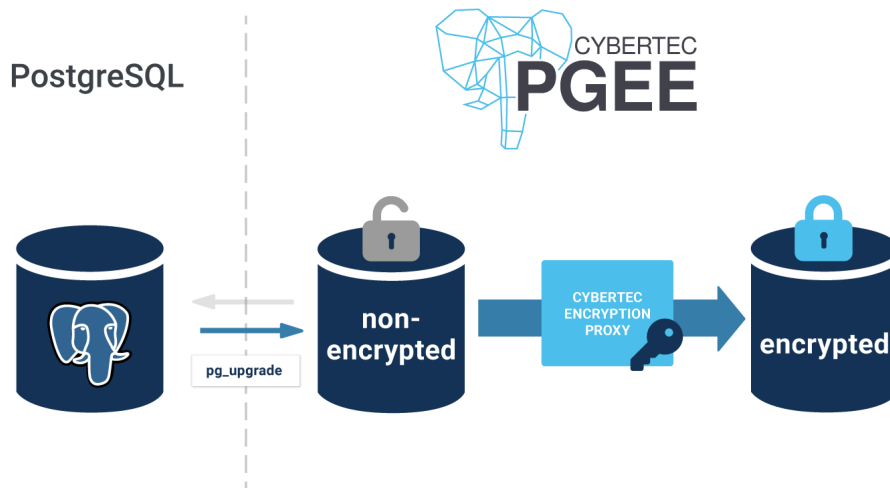 PostgreSQL
CYBERTEC
PGEE
pg_upgrade
non-
encrypted
CYBERTEC
ENCRYPTION
PROXY
encrypted